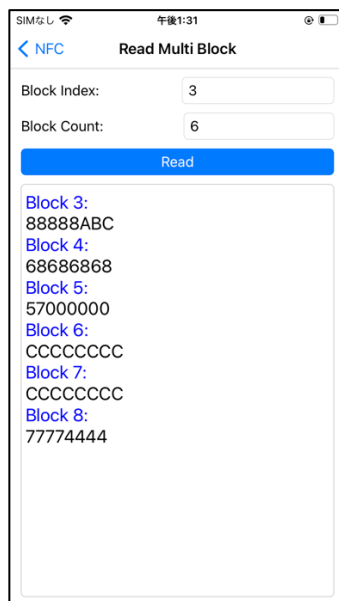 SIMなし 午後1:31
NFC Read Multi Block
Block Index: 3
Block Count: 6
Read
Block 3:
88888ABC
Block 4:
68686868
Block 5:
57000000
Block 6:
CCCCCCCC
Block 7:
CCCCCCCC
Block 8:
77774444